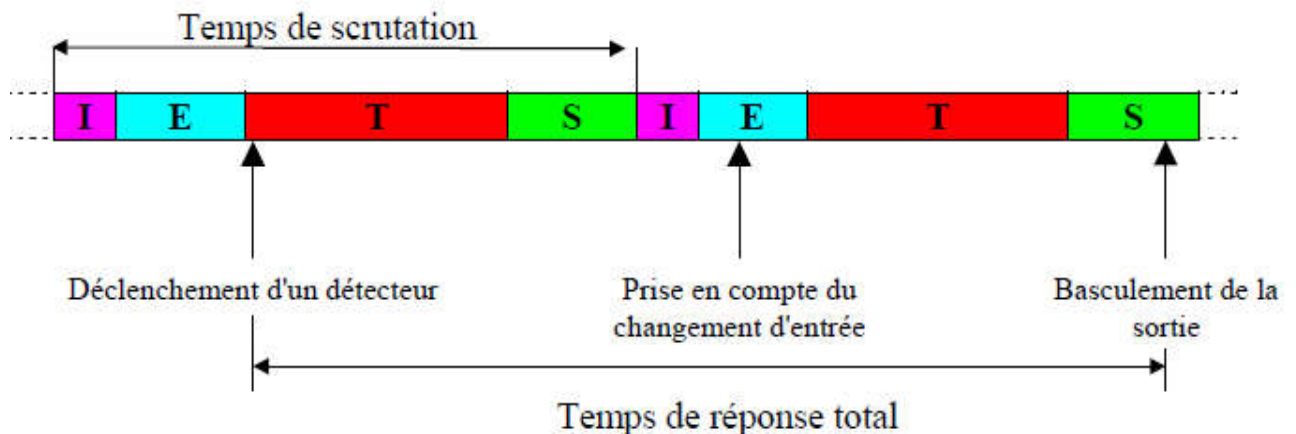 Temps de scrutation
I E T S I E T S
Déclenchement d'un détecteur
Prise en compte du
changement d'entrée
Basculement de la
sortie
Temps de réponse total